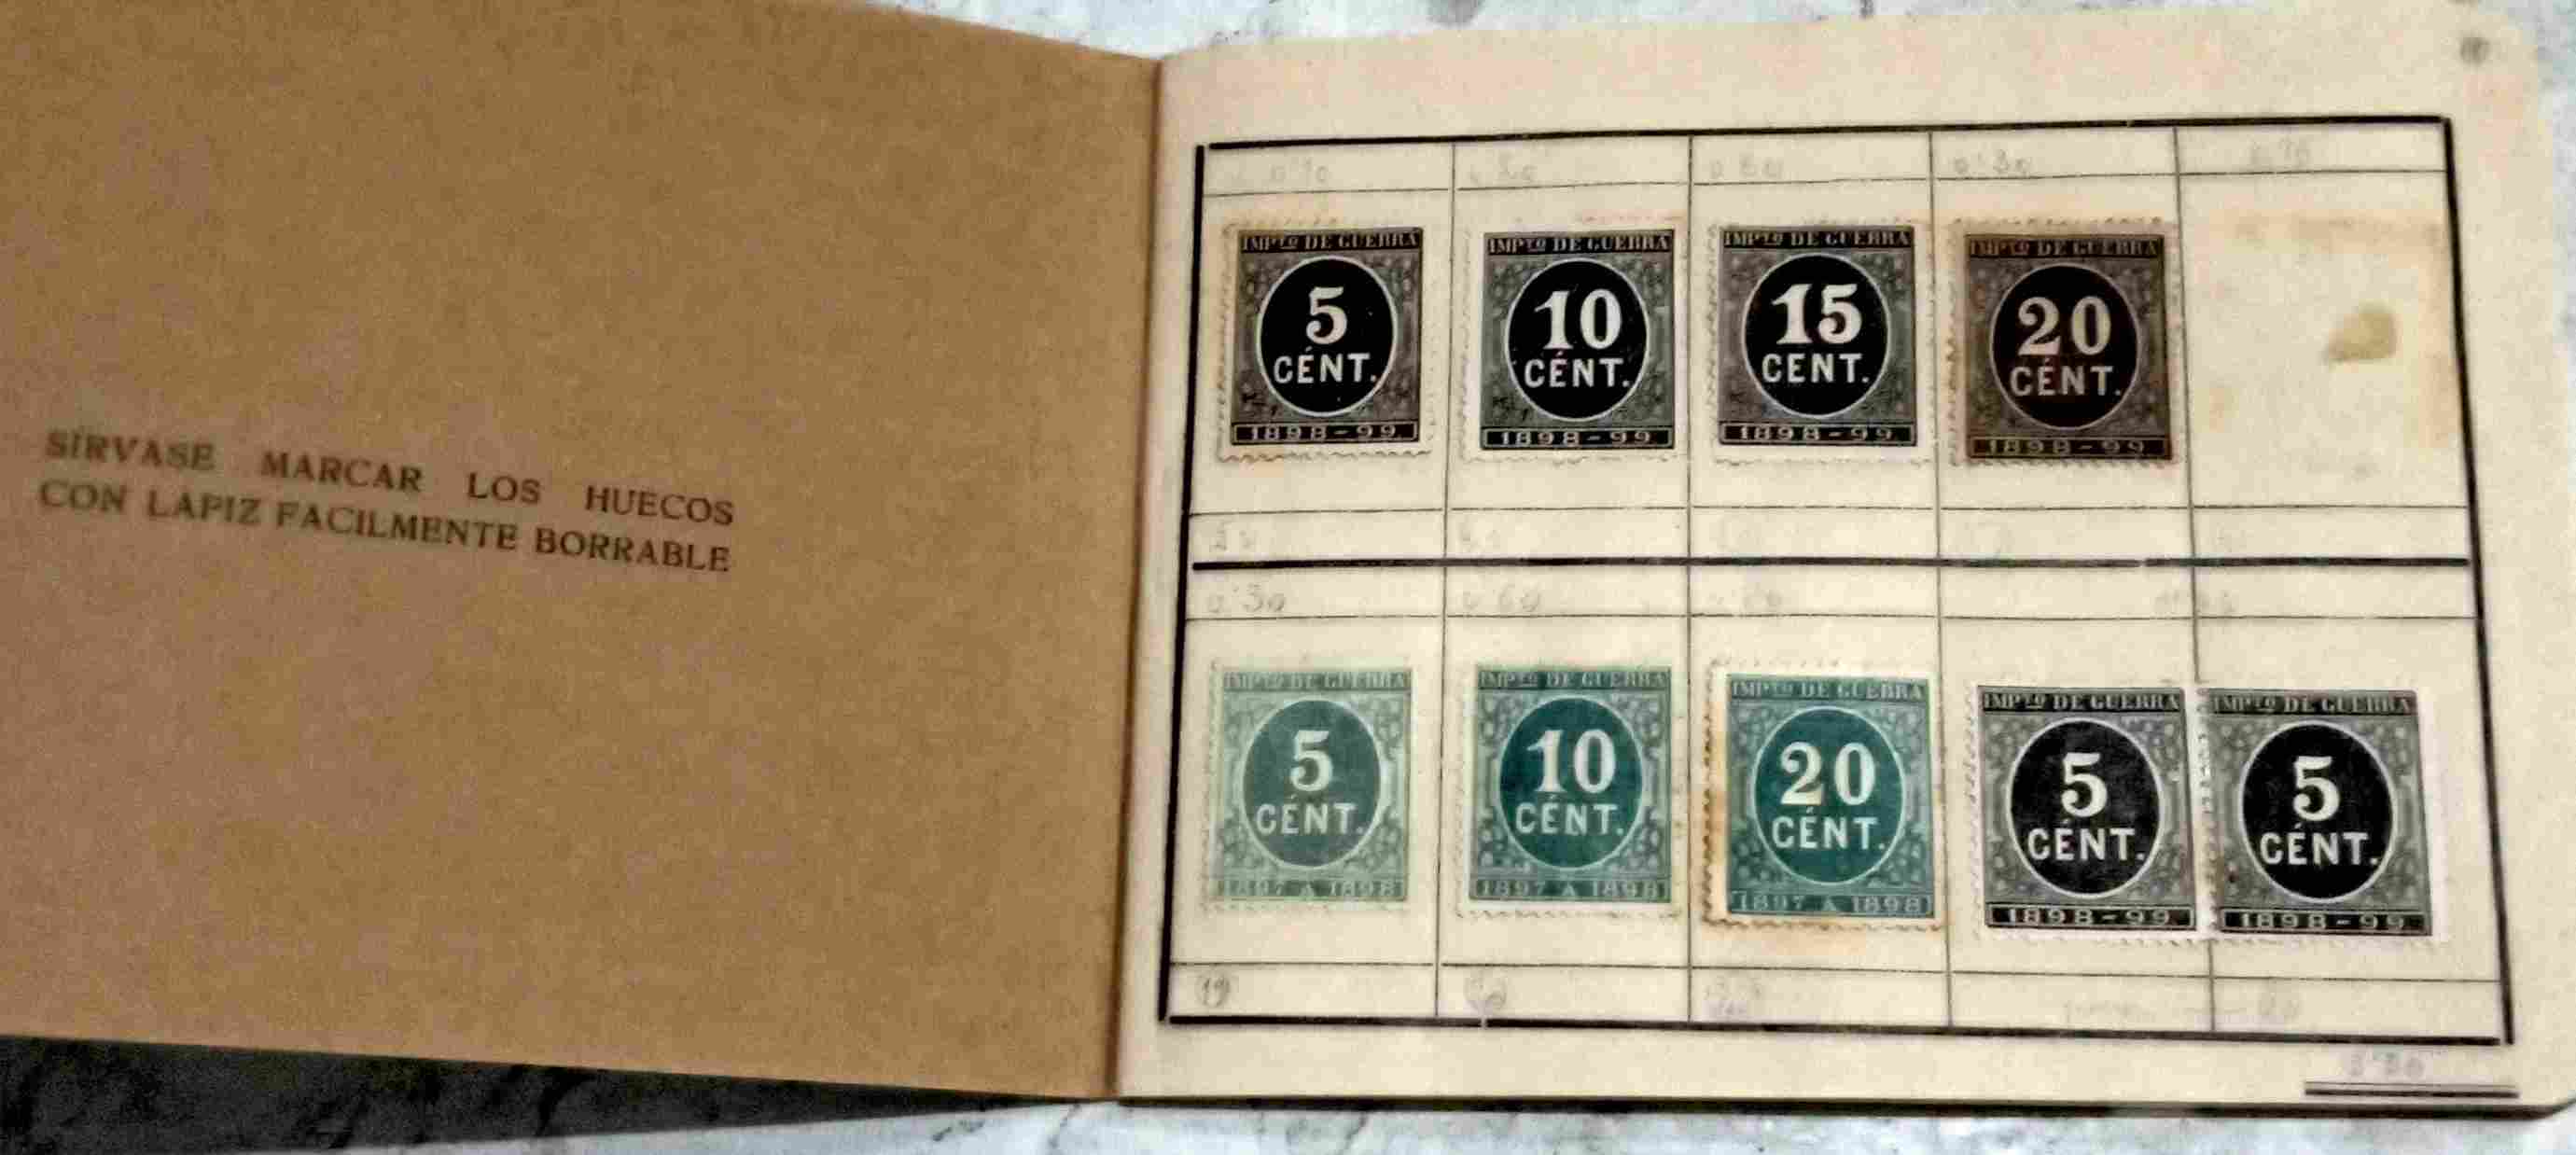 SIRVASE MARCAR LOS HUECOS
CON LAPIZ FACILMENTE BORRABLE
IMPTO DE GUERRA
5
CÉNT.
1898-99
IMPTO DE GUERRA
10
CÉNT.
1898-99
IMPTO DE GUERRA
15
CENT.
1898-99
IMPTO DE GUERRA
20
CÉNT.
1898-99
0'30
IMPTO DE GUERRA
5
CÉNT.
1897 A 1898
IMPTO DE GUERRA
10
CÉNT.
1897 A 1898
IMPTO DE GUERRA
20
CÉNT.
1897 A 1898
IMPTO DE GUERRA
5
CÉNT.
1898-99
IMPTO DE GUERRA
5
CÉNT.
1898-99